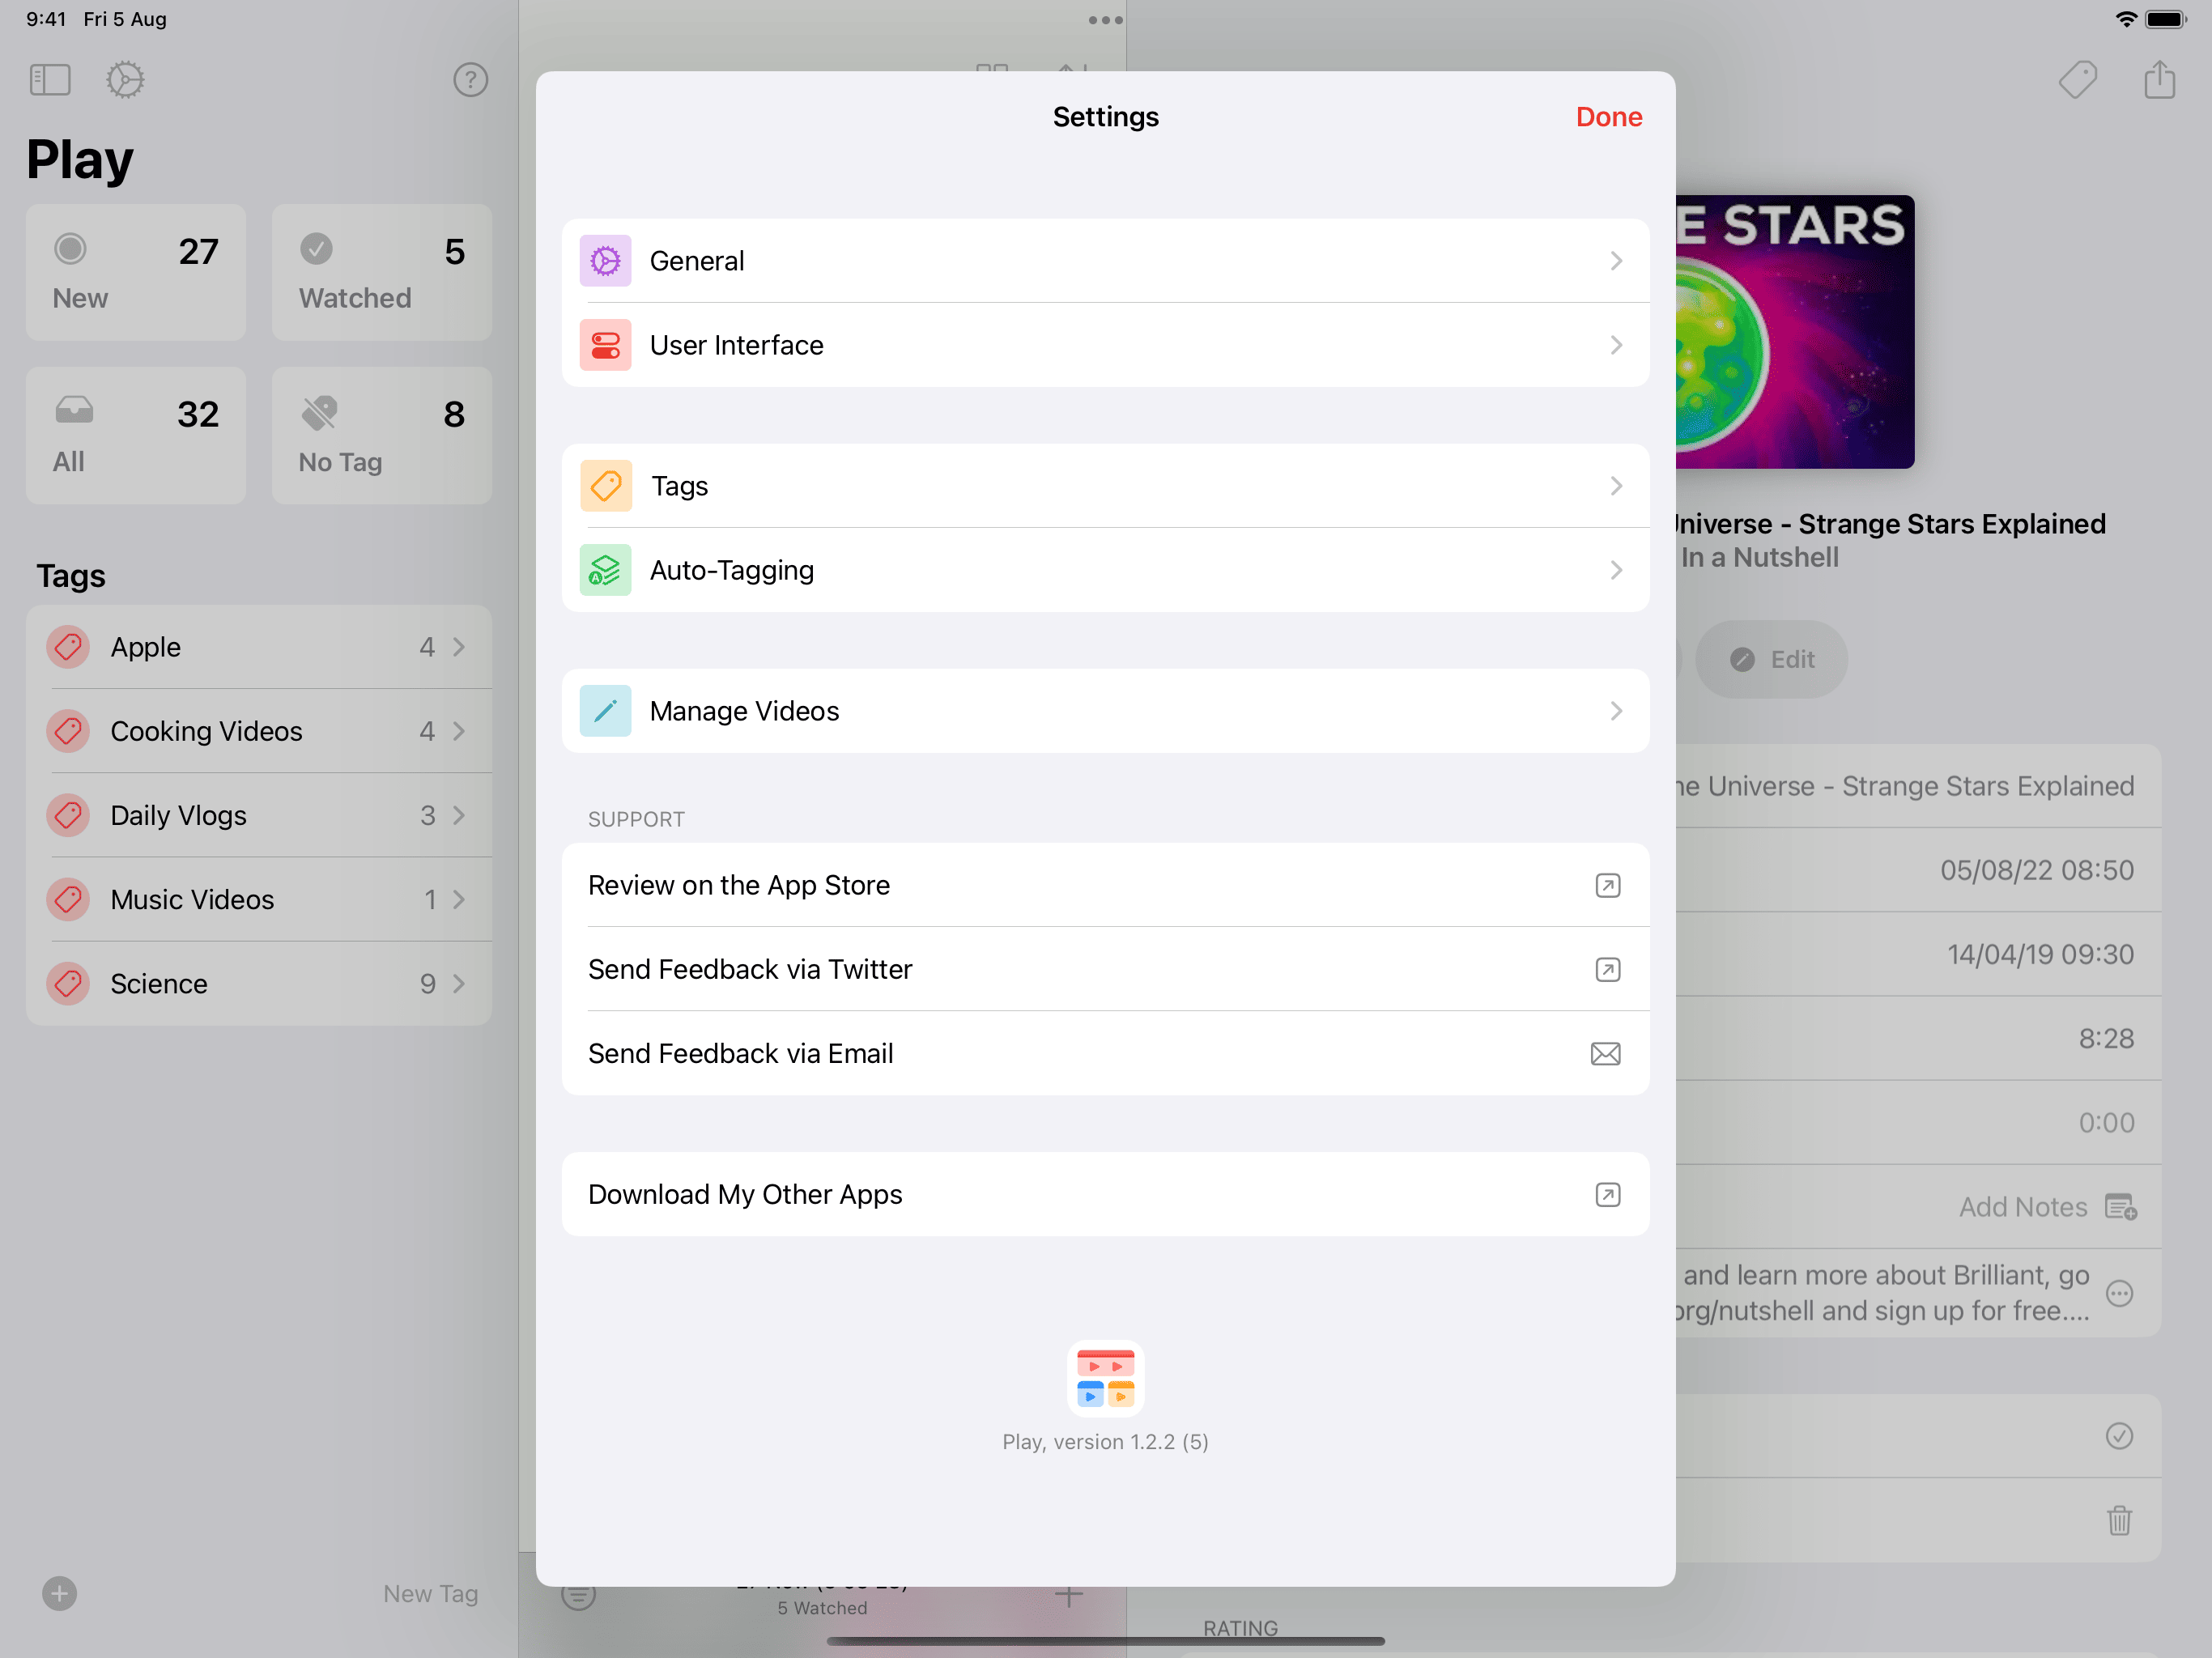 9:41 Fri 5 Aug
Play
27
New
5
Watched
32
All
8
No Tag
Tags
Apple 4
Cooking Videos 4
Daily Vlogs 3
Music Videos 1
Science 9
New Tag
Settings
Done
General
User Interface
Tags
Auto-Tagging
Manage Videos
SUPPORT
Review on the App Store
Send Feedback via Twitter
Send Feedback via Email
Download My Other Apps
Play, version 1.2.2 (5)
5 Watched
E STARS
Universe - Strange Stars Explained
In a Nutshell
Edit
Universe - Strange Stars Explained
05/08/22 08:50
14/04/19 09:30
8:28
0:00
Add Notes
and learn more about Brilliant, go
org/nutshell and sign up for free....
RATING